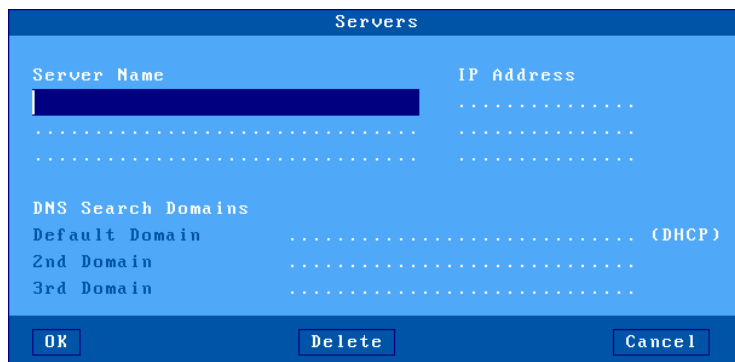 Servers
Server Name IP Address
DNS Search Domains
Default Domain (DHCP)
2nd Domain
3rd Domain
OK Delete Cancel